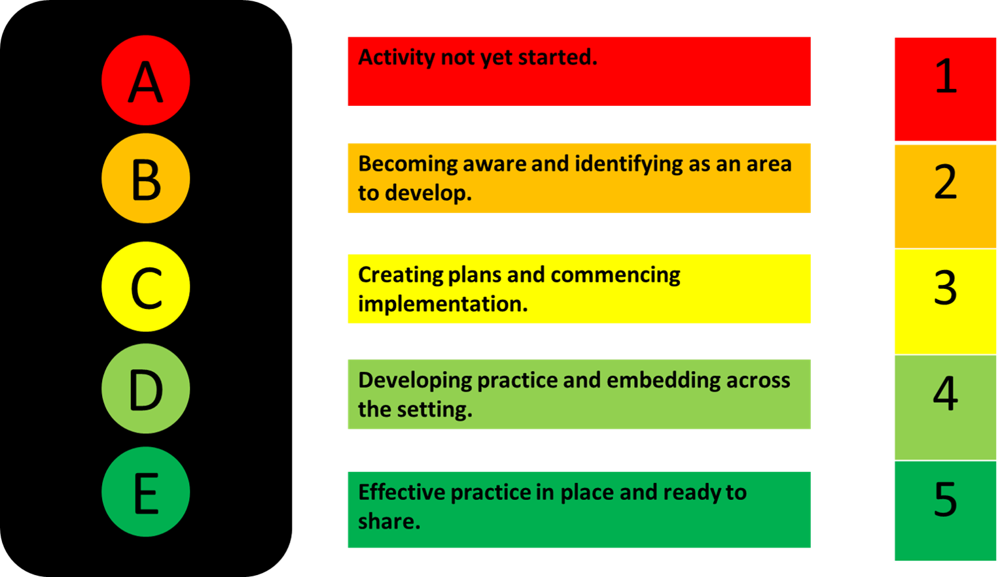 A
Activity not yet started.
1
B
Becoming aware and identifying as an area
to develop.
2
C
Creating plans and commencing
implementation.
3
D
Developing practice and embedding across
the setting.
4
E
Effective practice in place and ready to
share.
5